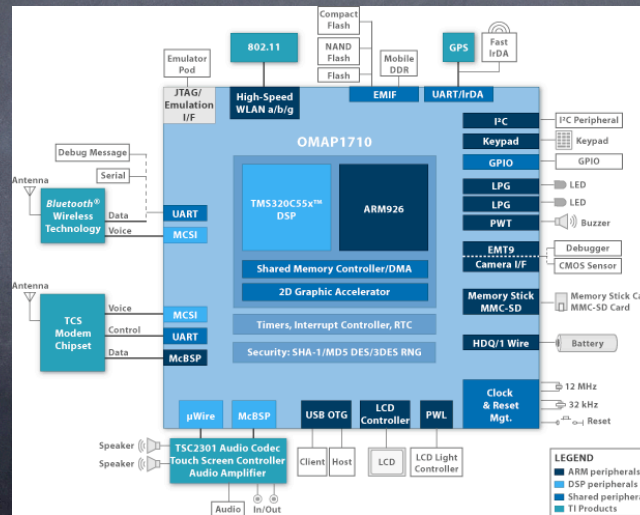 Compact
Flash
NAND
Flash
Flash
Mobile
DDR
802.11
GPS
Fast
IrDA
Emulator
Pod
JTAG/
Emulation
I/F
High-Speed
WLAN a/b/g
EMIF
UART/IrDA
OMAP1710
I²C
I²C Peripheral
Keypad
Keypad
GPIO
GPIO
LPG
LED
LPG
LED
PWT
Buzzer
EMT9
Debugger
Camera I/F
CMOS Sensor
Memory Stick
MMC-SD
Memory Stick Ca
MMC-SD Card
HDQ/1 Wire
Battery
Clock
& Reset
Mgt.
12 MHz
32 kHz
Reset
TMS320C55x™
DSP
ARM926
Shared Memory Controller/DMA
2D Graphic Accelerator
Timers, Interrupt Controller, RTC
Security: SHA-1/MD5 DES/3DES RNG
Debug Message
Serial
Antenna
Bluetooth®
Wireless
Technology
Data
Voice
UART
MCSI
Antenna
TCS
Modem
Chipset
Voice
Control
Data
MCSI
UART
McBSP
µWire
McBSP
USB OTG
LCD
Controller
PWL
Speaker
Speaker
TSC2301 Audio Codec
Touch Screen Controller
Audio Amplifier
Audio
In/Out
Client
Host
LCD
LCD Light
Controller
LEGEND
ARM peripherals
DSP peripherals
Shared periphera
TI Products